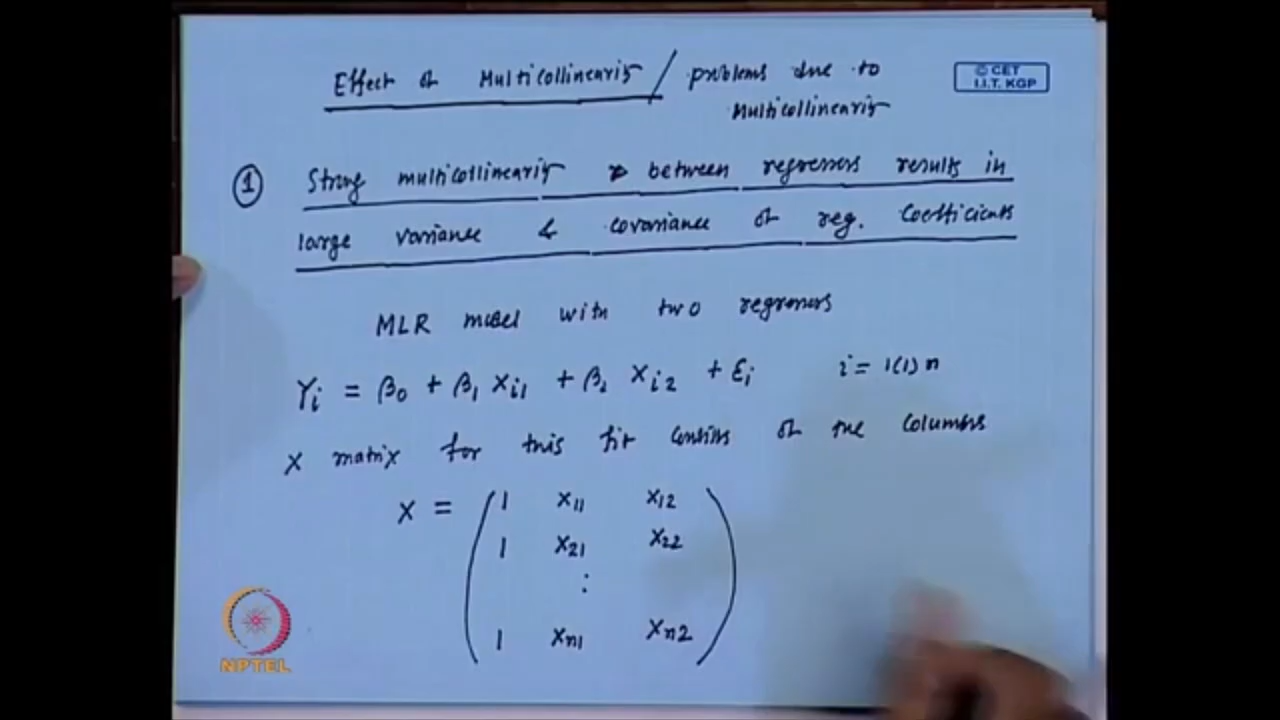 Effect of Multicollinearity / problems due to
Multicollinearity
© CET
I.I.T. KGP
① Strong multicollinearity between regressors results in
large variance & covariance of reg. coefficients
MLR model with two regressors
Yi = β0 + β1 Xi1 + β2 Xi2 + εi i = 1(1) n
X matrix for this fit consists of the columns
X = ( 1 X11 X12
1 X21 X22
:
1 Xn1 Xn2 )
NPTEL